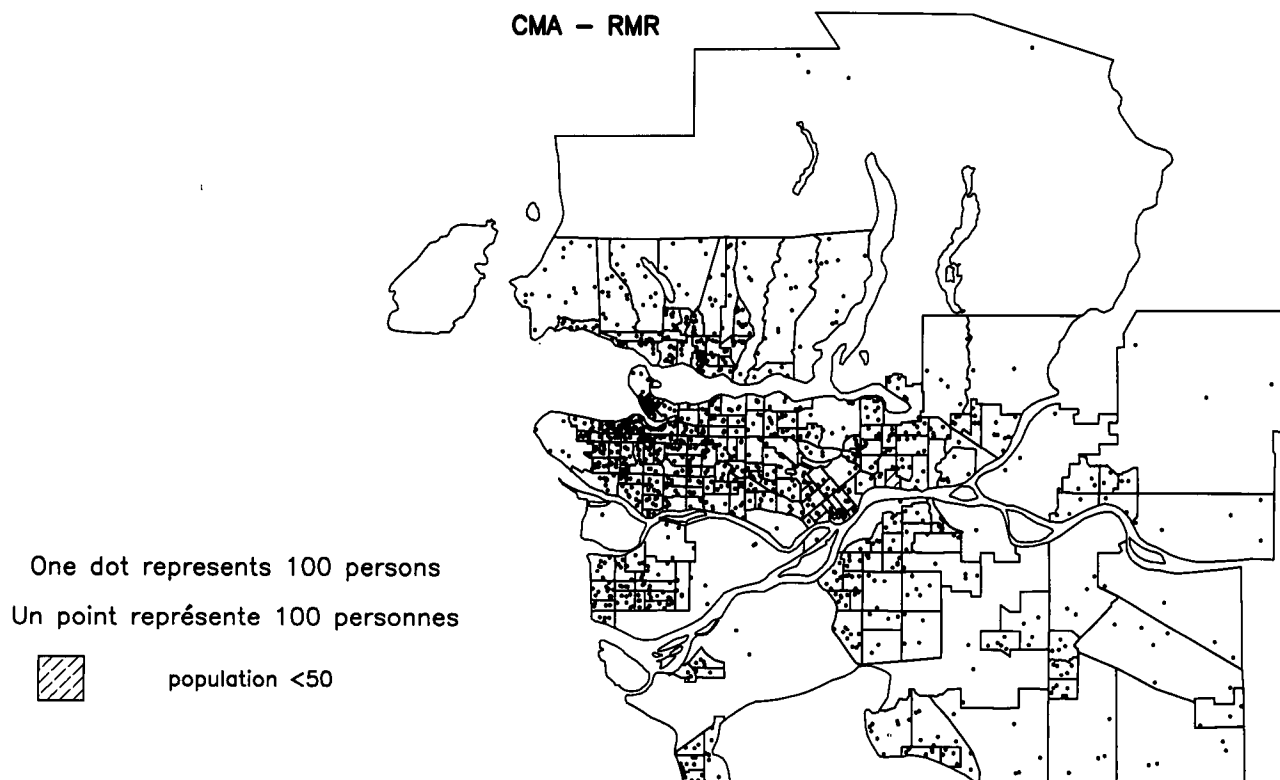 CMA – RMR
One dot represents 100 persons
Un point représente 100 personnes
population <50